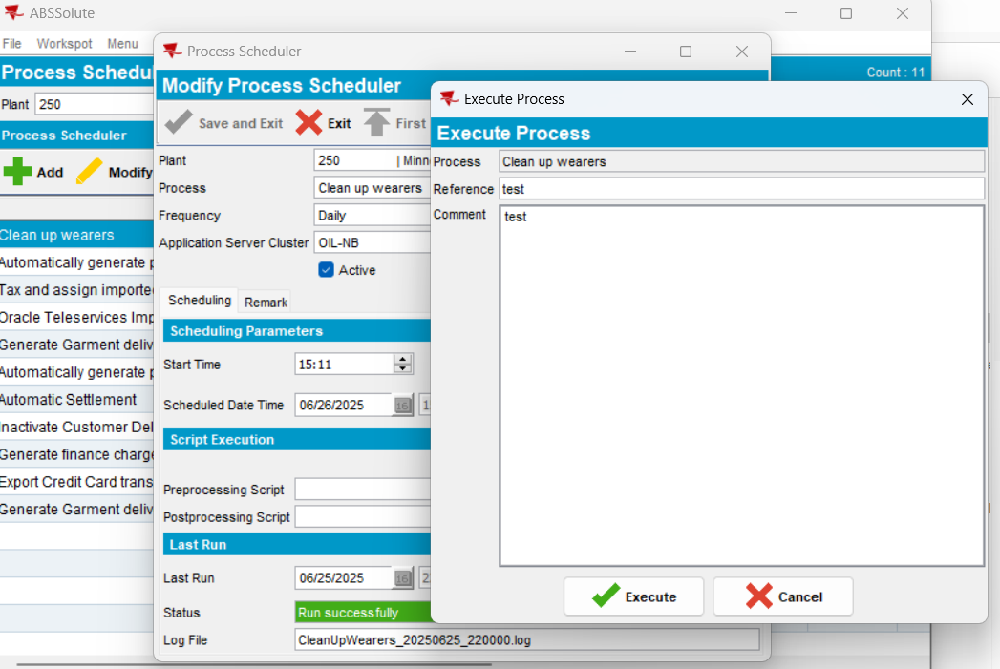 ABSSolute
File Workspot Menu
Process Schedu
Count : 11
Plant 250
Process Scheduler
Add Modify
Clean up wearers
Automatically generate p
Tax and assign importe
Oracle Teleservices Imp
Generate Garment deliv
Automatically generate p
Automatic Settlement
Inactivate Customer Del
Generate finance charge
Export Credit Card trans
Generate Garment deliv
Process Scheduler
Modify Process Scheduler
Save and Exit Exit First
Plant 250 Minn
Process Clean up wearers
Frequency Daily
Application Server Cluster OIL-NB
Active
Scheduling Remark
Scheduling Parameters
Start Time 15:11
Scheduled Date Time 06/26/2025 16
Script Execution
Preprocessing Script
Postprocessing Script
Last Run
Last Run 06/25/2025 16 2
Status Run successfully
Log File CleanUpWearers_20250625_220000.log
Execute Process
Execute Process
Process Clean up wearers
Reference test
Comment test
Execute Cancel